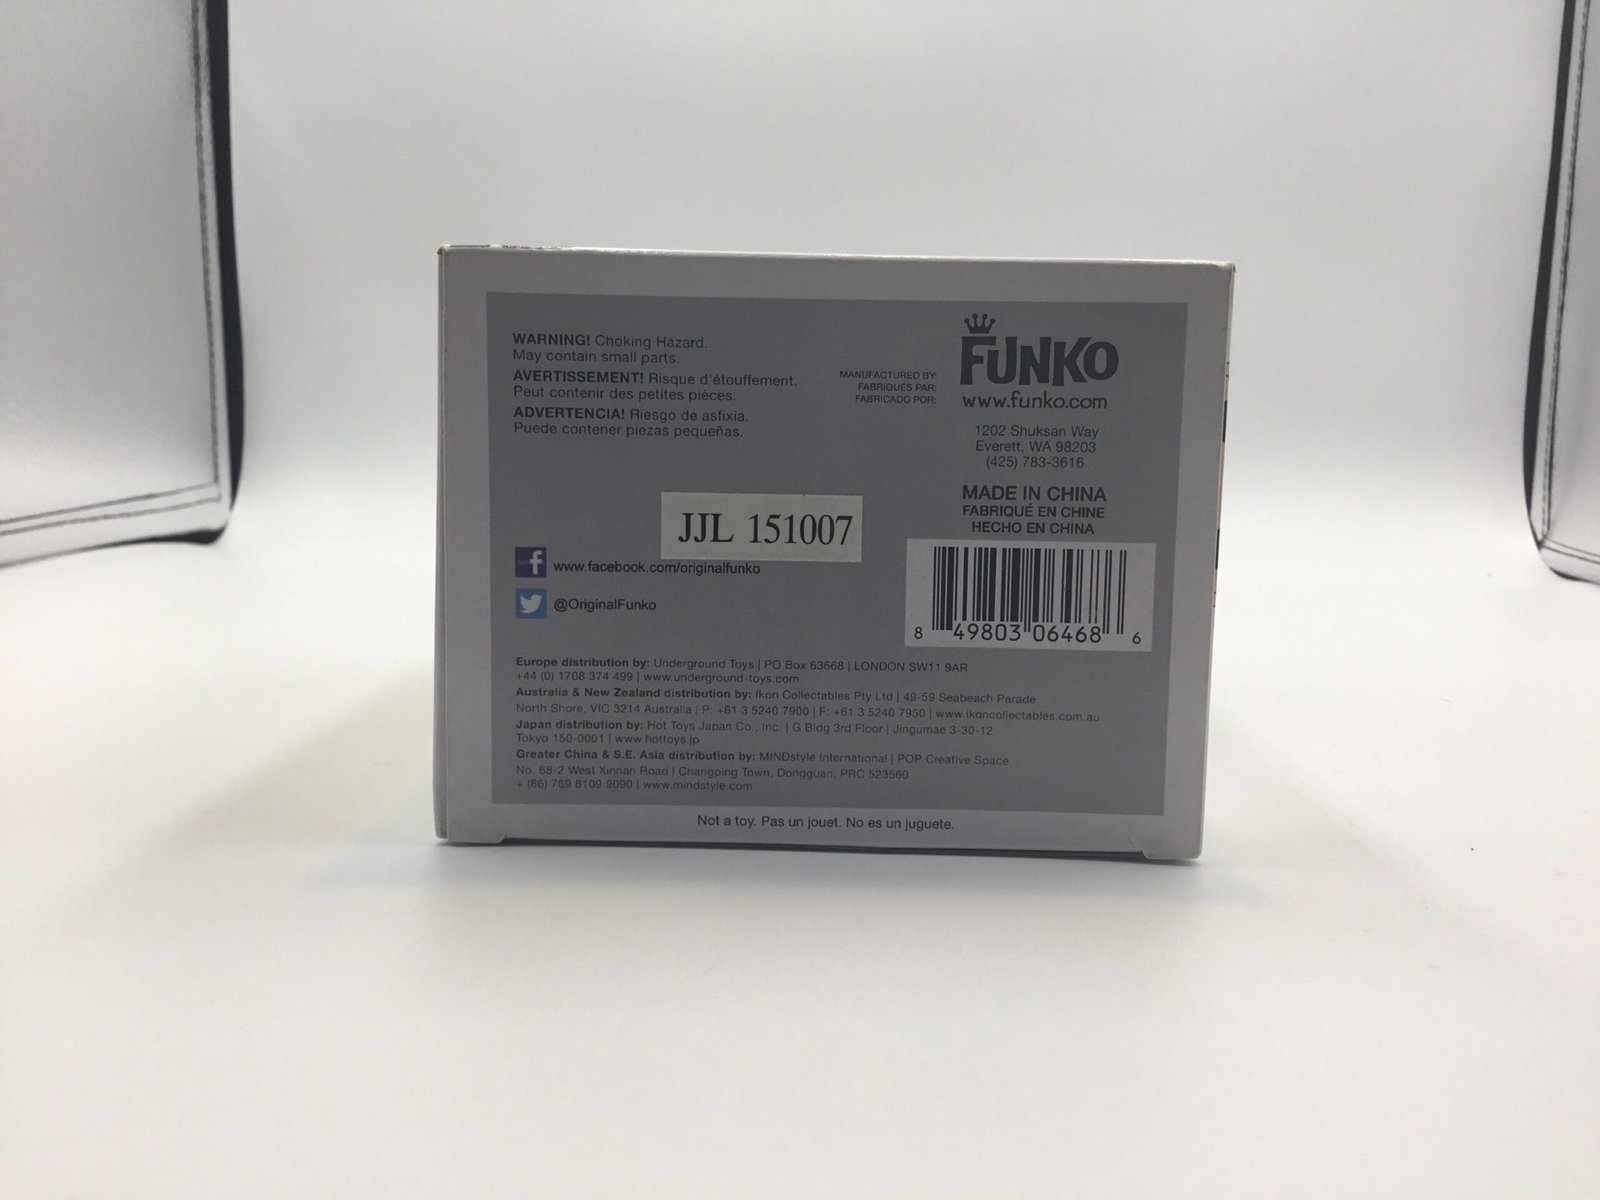 WARNING! Choking Hazard.
May contain small parts.
AVERTISSEMENT! Risque d'étouffement.
Peut contenir des petites pièces.
ADVERTENCIA! Riesgo de asfixia.
Puede contener piezas pequeñas.
MANUFACTURED BY:
FABRIQUÉS PAR:
FABRICADO POR:
FUNKO
www.funko.com
1202 Shuksan Way
Everett, WA 98203
(425) 783-3616
MADE IN CHINA
FABRIQUÉ EN CHINE
HECHO EN CHINA
JJL 151007
www.facebook.com/originalfunko
@OriginalFunko
8 49803 06468 6
Europe distribution by: Underground Toys | PO Box 63668 | LONDON SW11 9AR
+44 (0) 1708 374 499 | www.underground-toys.com
Australia & New Zealand distribution by: Ikon Collectables Pty Ltd | 49-59 Seabeach Parade
North Shore, VIC 3214 Australia | P: +61 3 5240 7900 | F: +61 3 5240 7950 | www.ikoncollectables.com.au
Japan distribution by: Hot Toys Japan Co., Inc. | G Bldg 3rd Floor | Jingumae 3-30-12
Tokyo 150-0001 | www.hottoys.jp
Greater China & S.E. Asia distribution by: MINDstyle International | POP Creative Space
No. 68-2 West Xinnan Road | Changping Town, Dongguan, PRC 523560
+ (86) 769 8109 9090 | www.mindstyle.com
Not a toy. Pas un jouet. No es un juguete.